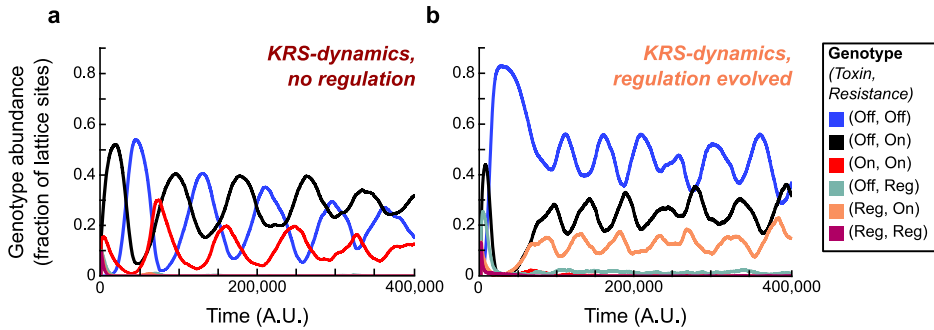 a
KRS-dynamics,
no regulation
Genotype abundance
(fraction of lattice sites)
0.8
0.6
0.4
0.2
0
200,000
400,000
Time (A.U.)
b
KRS-dynamics,
regulation evolved
0.8
0.6
0.4
0.2
0
0
200,000
400,000
Time (A.U.)
Genotype
(Toxin,
Resistance)
(Off, Off)
(Off, On)
(On, On)
(Off, Reg)
(Reg, On)
(Reg, Reg)